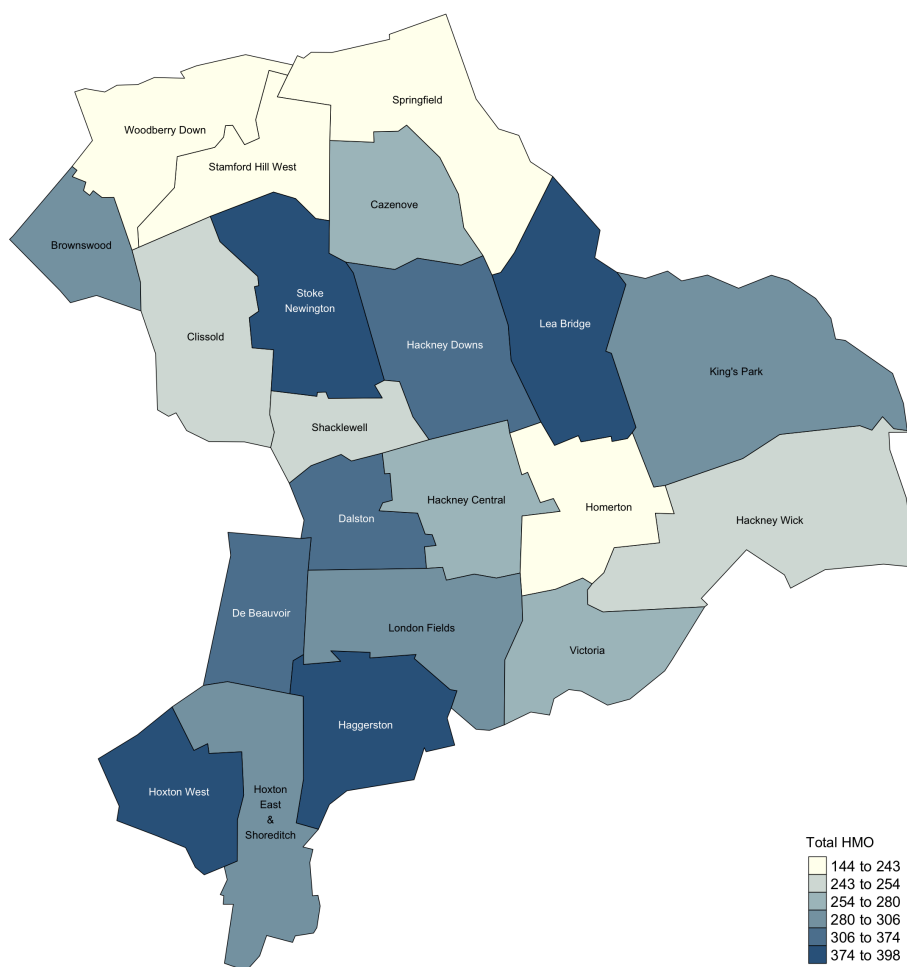 Springfield
Woodberry Down
Stamford Hill West
Cazenove
Brownswood
Stoke
Newington
Lea Bridge
Clissold
Hackney Downs
King's Park
Shacklewell
Hackney Central
Homerton
Dalston
Hackney Wick
De Beauvoir
London Fields
Victoria
Haggerston
Hoxton West
Hoxton
East
&
Shoreditch
Total HMO
144 to 243
243 to 254
254 to 280
280 to 306
306 to 374
374 to 398